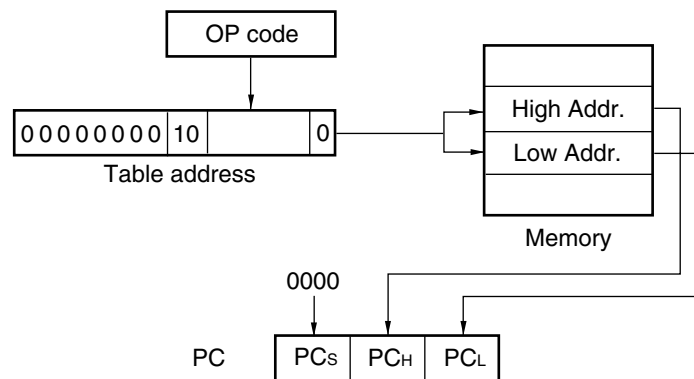 OP code
0 0 0 0 0 0 0 0 10 0
Table address
High Addr.
Low Addr.
Memory
0000
PC PCS PCH PCL